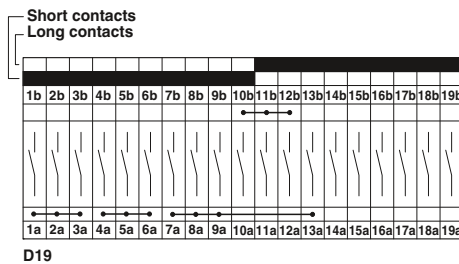 Short contacts
Long contacts
1b 2b 3b 4b 5b 6b 7b 8b 9b 10b 11b 12b 13b 14b 15b 16b 17b 18b 19b
1a 2a 3a 4a 5a 6a 7a 8a 9a 10a 11a 12a 13a 14a 15a 16a 17a 18a 19a
D19